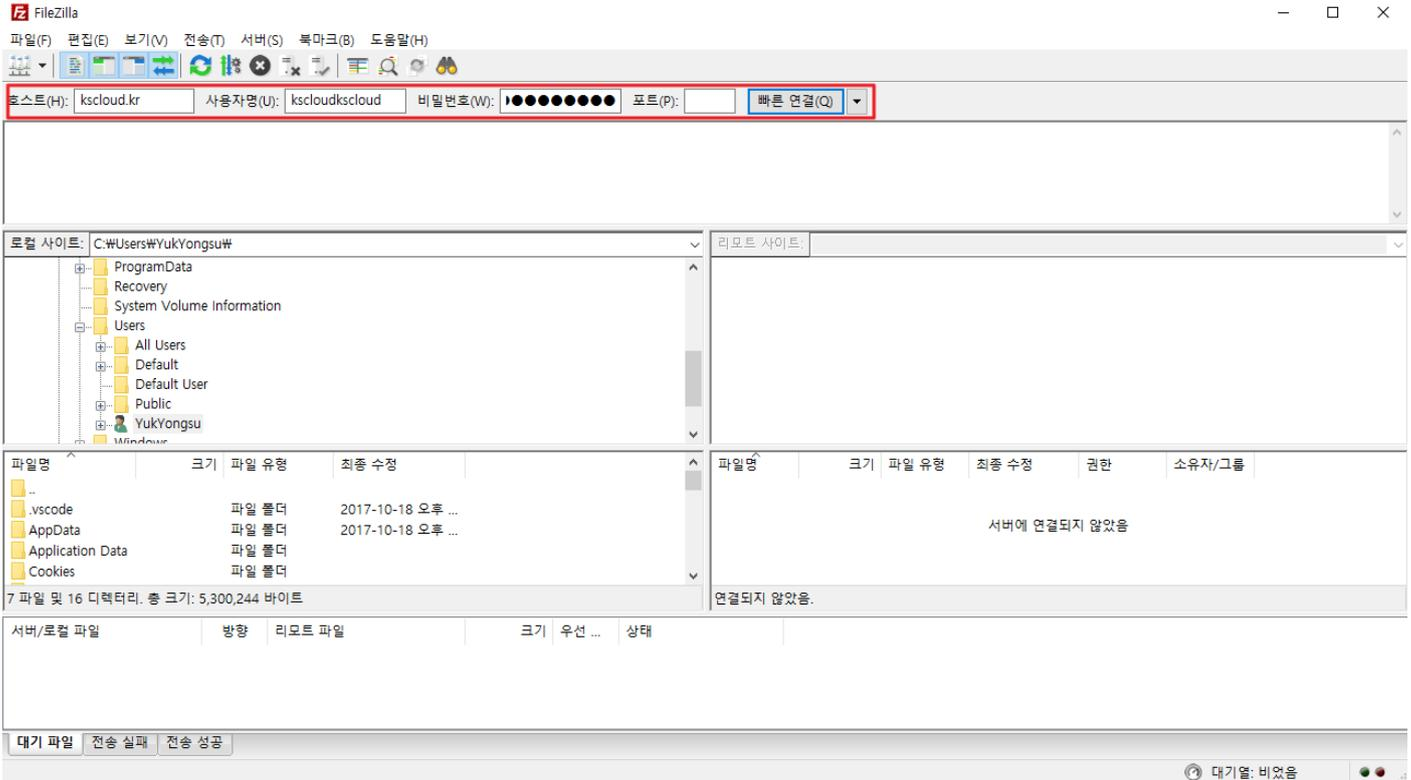 FileZilla
파일(F) 편집(E) 보기(V) 전송(T) 서버(S) 북마크(B) 도움말(H)
호스트(H): kscloud.kr 사용자명(U): kscloudkscloud 비밀번호(W): ●●●●●●●●● 포트(P): 빠른 연결(Q)
로컬 사이트: C:₩Users₩YukYongsu₩
리모트 사이트:
ProgramData
Recovery
System Volume Information
Users
All Users
Default
Default User
Public
YukYongsu
Windows
파일명 크기 파일 유형 최종 수정
..
.vscode 파일 폴더 2017-10-18 오후 ...
AppData 파일 폴더 2017-10-18 오후 ...
Application Data 파일 폴더
Cookies 파일 폴더
7 파일 및 16 디렉터리. 총 크기: 5,300,244 바이트
파일명 크기 파일 유형 최종 수정 권한 소유자/그룹
서버에 연결되지 않았음
연결되지 않았음.
서버/로컬 파일 방향 리모트 파일 크기 우선 ... 상태
대기 파일 전송 실패 전송 성공
대기열: 비었음